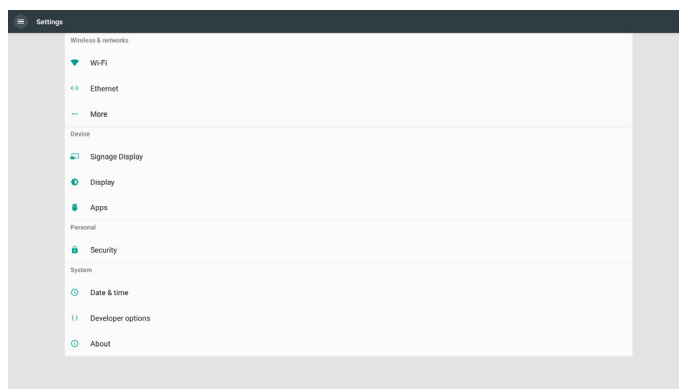 Settings
Wireless & networks
Wi-Fi
Ethernet
More
Device
Signage Display
Display
Apps
Personal
Security
System
Date & time
Developer options
About